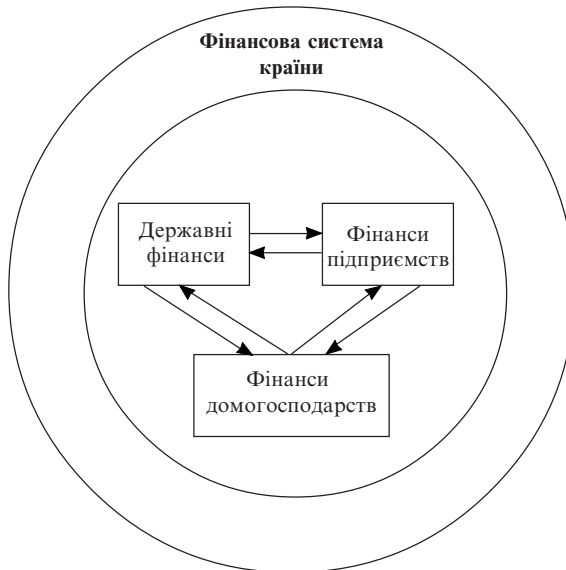 Фінансова система
країни
Державні
фінанси
Фінанси
підприємств
Фінанси
домогосподарств